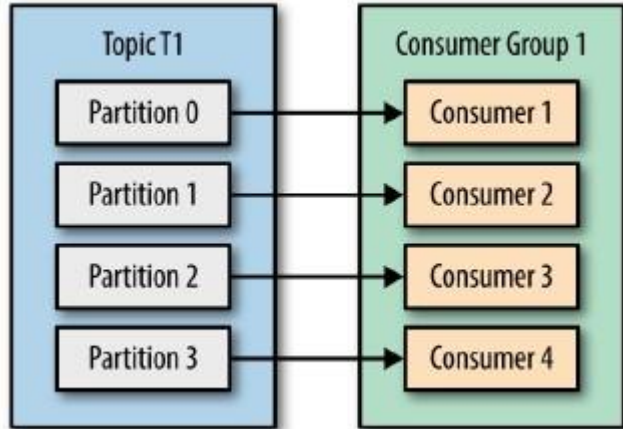 Topic T1
Partition 0
Partition 1
Partition 2
Partition 3
Consumer Group 1
Consumer 1
Consumer 2
Consumer 3
Consumer 4